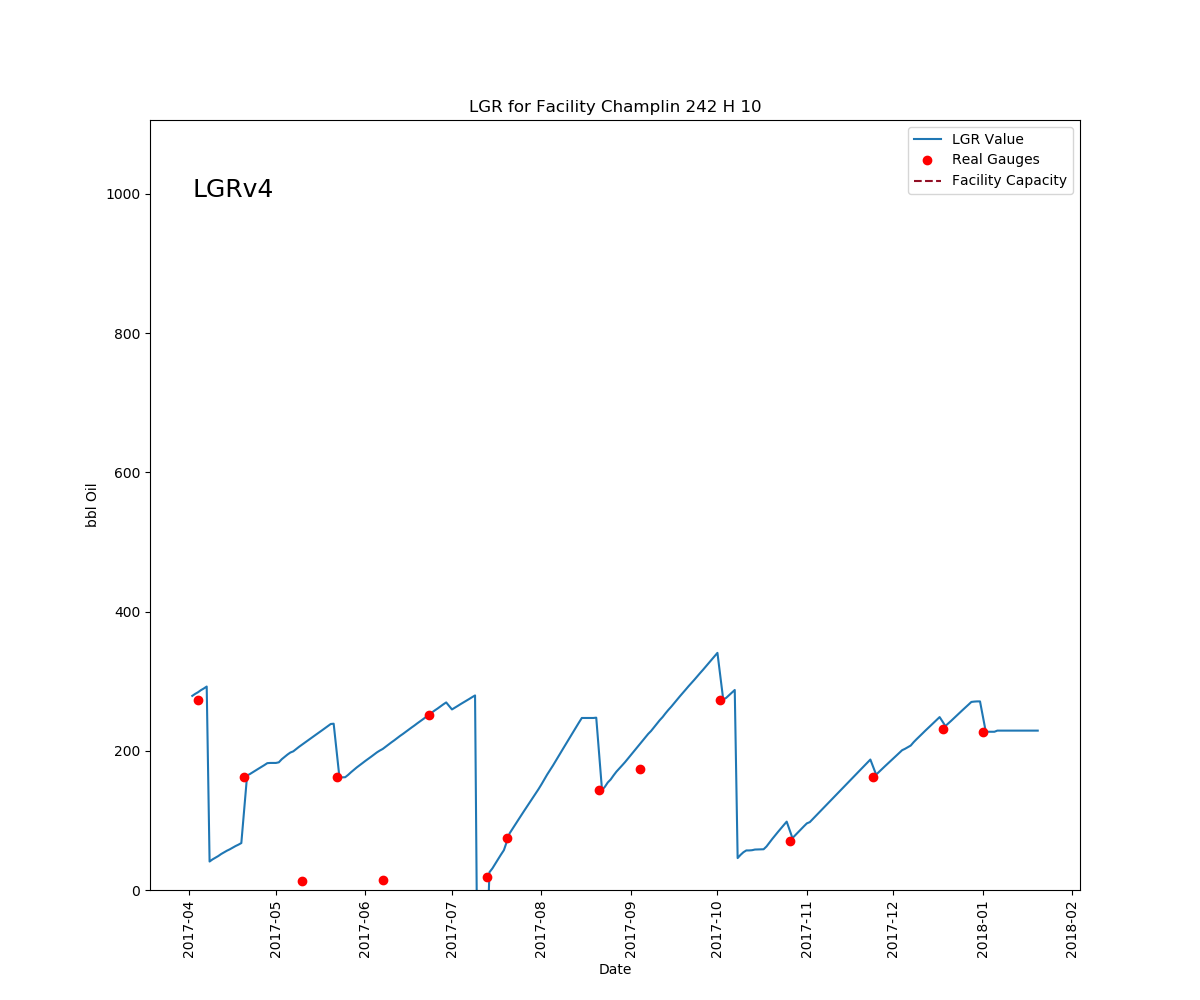 LGR for Facility Champlin 242 H 10
LGRv4
LGR Value
Real Gauges
Facility Capacity
1000
800
600
400
200
0
bbl Oil
2017-04
2017-05
2017-06
2017-07
2017-08
2017-09
2017-10
2017-11
2017-12
2018-01
2018-02
Date